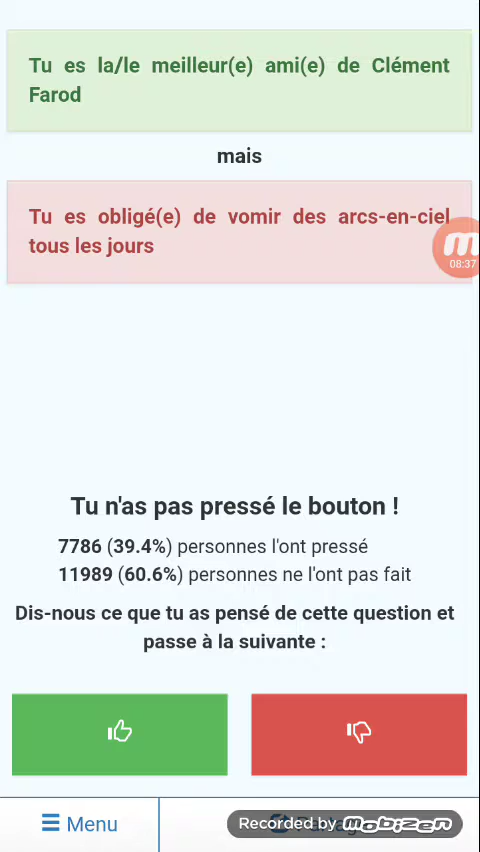 Tu es la/le meilleur(e) ami(e) de Clément
Farod
mais
Tu es obligé(e) de vomir des arcs-en-ciel
tous les jours
08:37
Tu n'as pas pressé le bouton !
7786 (39.4%) personnes l'ont pressé
11989 (60.6%) personnes ne l'ont pas fait
Dis-nous ce que tu as pensé de cette question et
passe à la suivante :
Menu
Recorded by mobizen